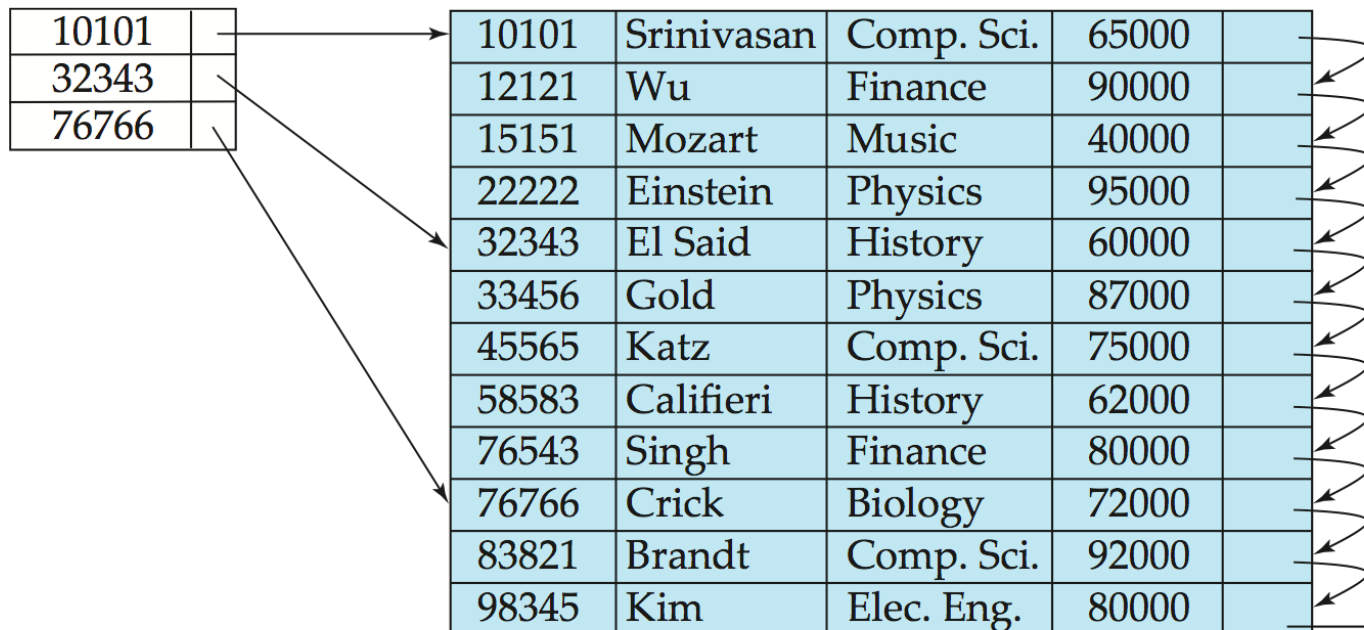 10101
32343
76766
10101 Srinivasan Comp. Sci. 65000
12121 Wu Finance 90000
15151 Mozart Music 40000
22222 Einstein Physics 95000
32343 El Said History 60000
33456 Gold Physics 87000
45565 Katz Comp. Sci. 75000
58583 Califieri History 62000
76543 Singh Finance 80000
76766 Crick Biology 72000
83821 Brandt Comp. Sci. 92000
98345 Kim Elec. Eng. 80000